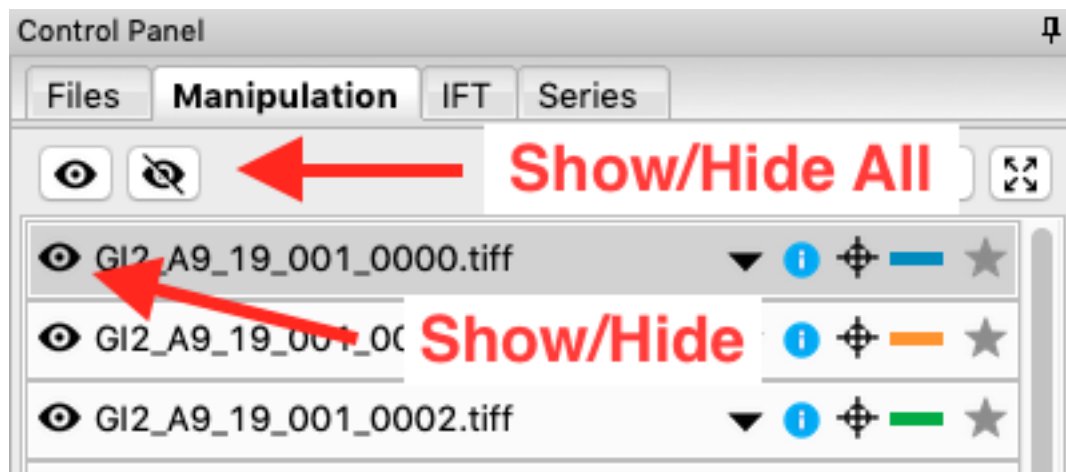 Control Panel
Files Manipulation IFT Series
Show/Hide All
GI2_A9_19_001_0000.tiff
GI2_A9_19_001_00
Show/Hide
GI2_A9_19_001_0002.tiff